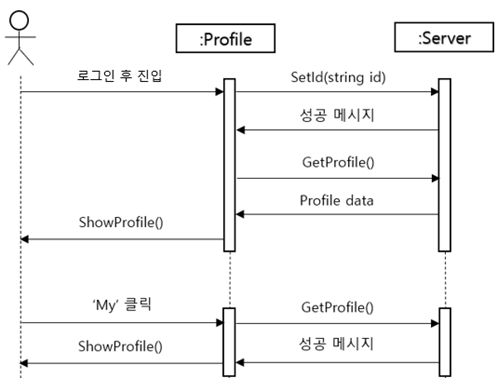 :Profile
:Server
로그인 후 진입
SetId(string id)
성공 메시지
GetProfile()
Profile data
ShowProfile()
‘My’ 클릭
GetProfile()
ShowProfile()
성공 메시지